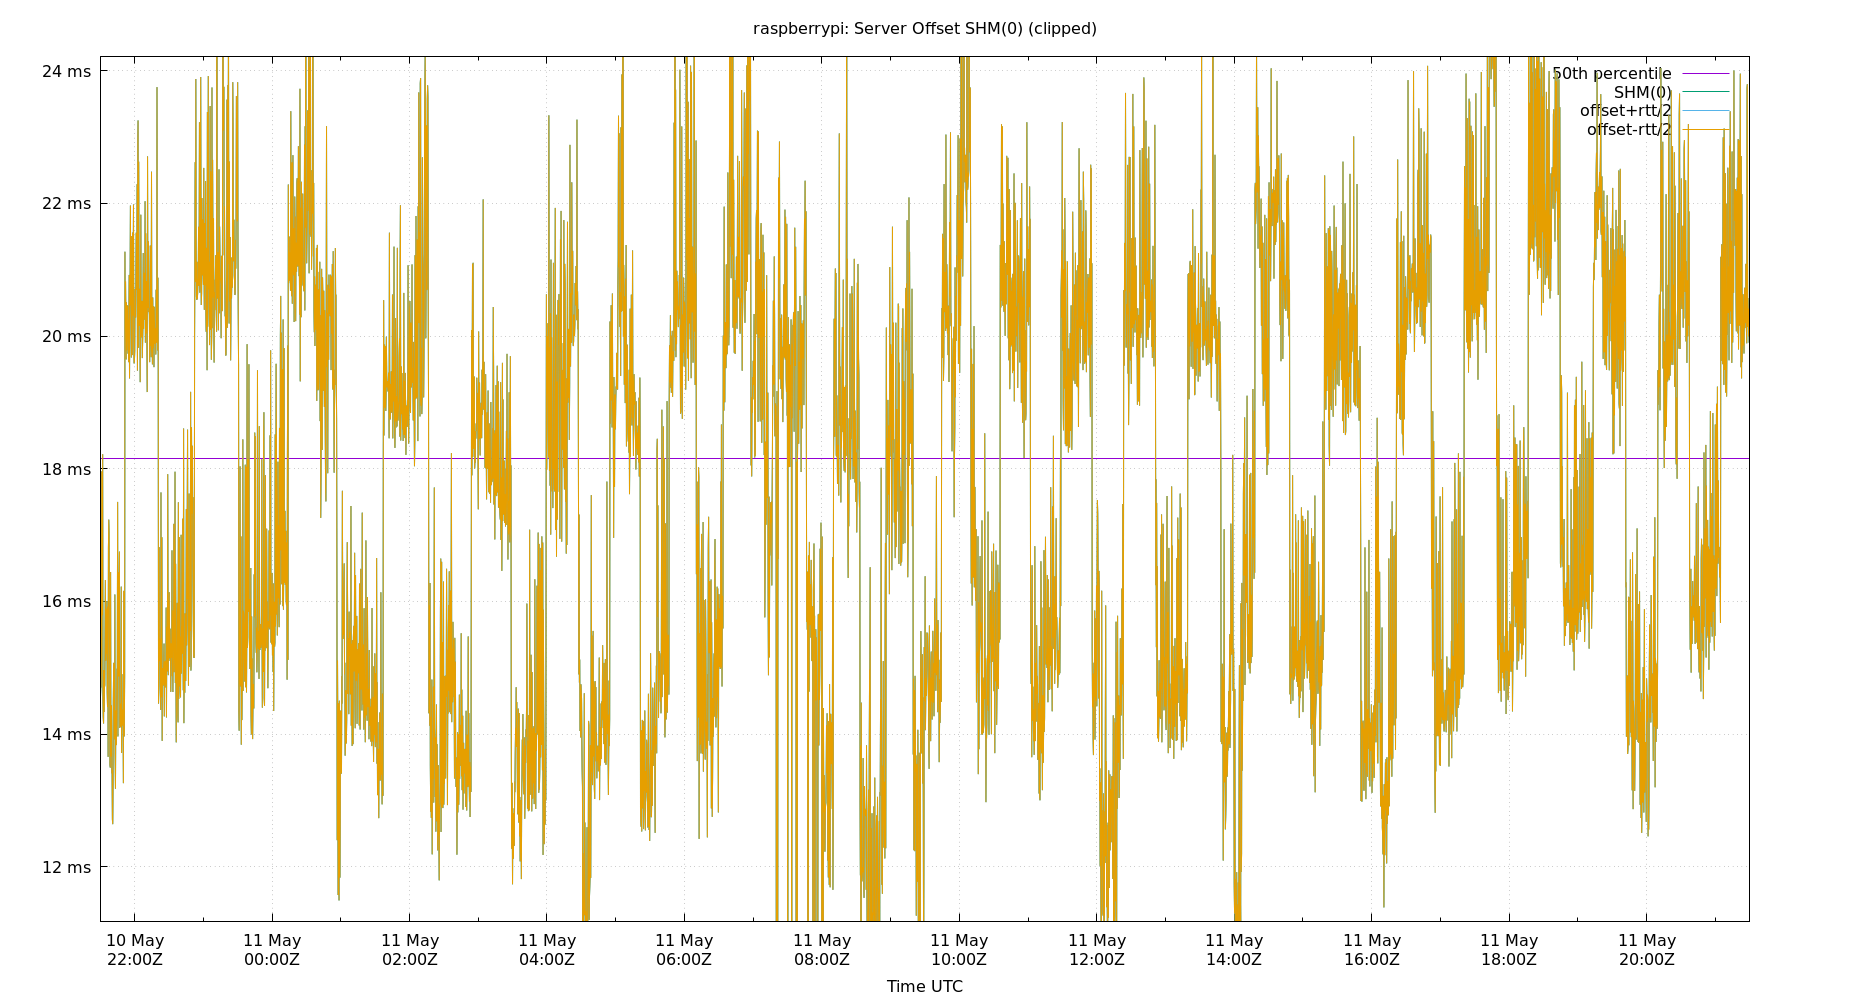 raspberrypi: Server Offset SHM(0) (clipped)
24 ms
22 ms
20 ms
18 ms
16 ms
14 ms
12 ms
50th percentile
SHM(0)
offset+rtt/2
offset-rtt/2
10 May
22:00Z
11 May
00:00Z
11 May
02:00Z
11 May
04:00Z
11 May
06:00Z
11 May
08:00Z
11 May
10:00Z
11 May
12:00Z
11 May
14:00Z
11 May
16:00Z
11 May
18:00Z
11 May
20:00Z
Time UTC